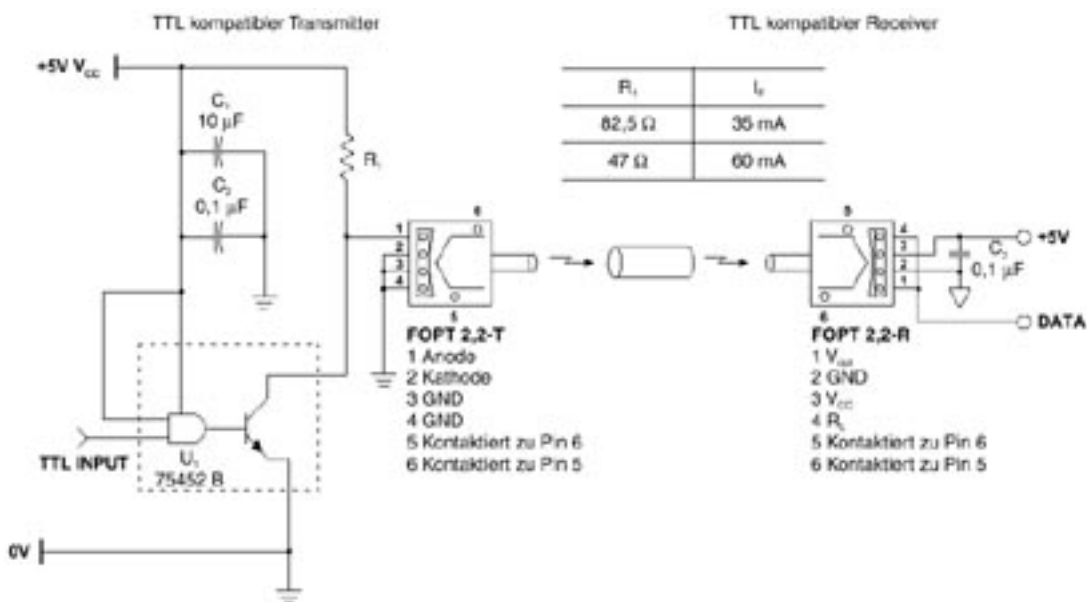 TTL kompatibler Transmitter
TTL kompatibler Receiver
+5V V_CC
C₁
10 µF
C₂
0,1 µF
R₁
R₁ I_F
82,5 Ω 35 mA
47 Ω 60 mA
6
1
2
3
4
5
5
4
3
2
1
6
+5V
C₃
0,1 µF
DATA
FOPT 2,2-T
1 Anode
2 Kathode
3 GND
4 GND
5 Kontaktiert zu Pin 6
6 Kontaktiert zu Pin 5
FOPT 2,2-R
1 V_out
2 GND
3 V_CC
4 R_L
5 Kontaktiert zu Pin 6
6 Kontaktiert zu Pin 5
TTL INPUT
U₁
75452 B
0V